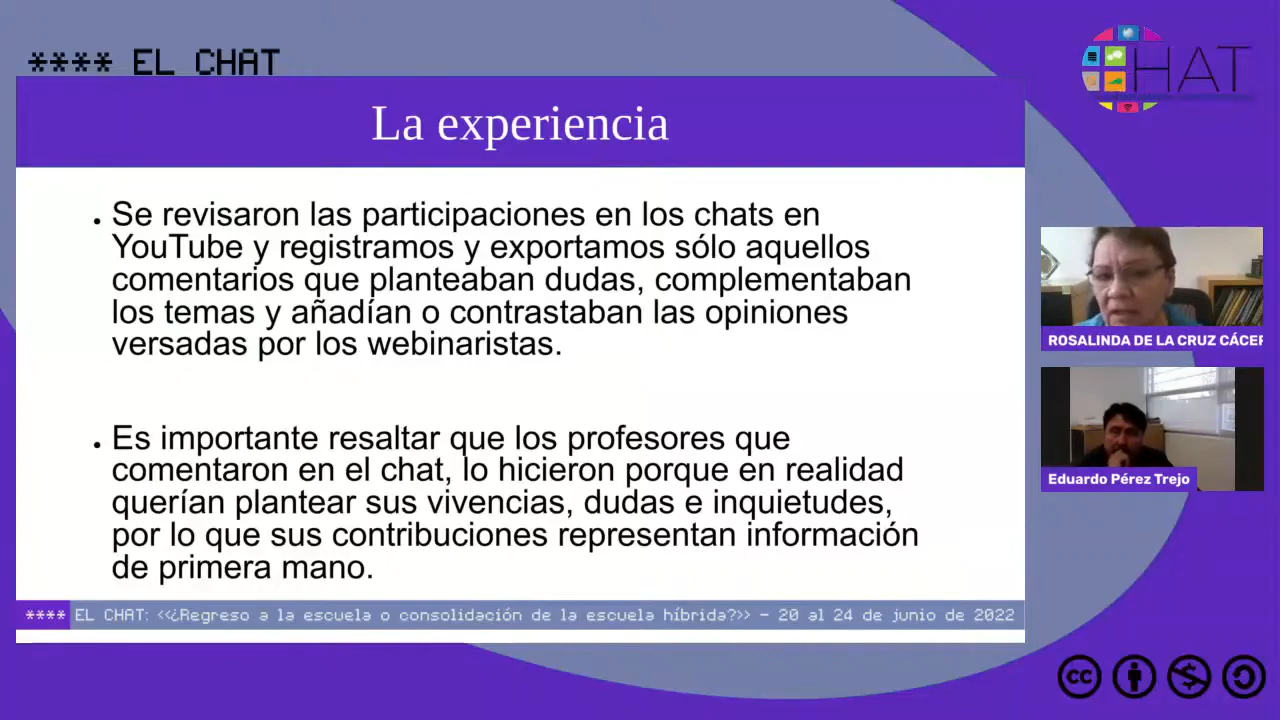 **** EL CHAT
HAT
La experiencia
• Se revisaron las participaciones en los chats en
YouTube y registramos y exportamos sólo aquellos
comentarios que planteaban dudas, complementaban
los temas y añadían o contrastaban las opiniones
versadas por los webinaristas.
• Es importante resaltar que los profesores que
comentaron en el chat, lo hicieron porque en realidad
querían plantear sus vivencias, dudas e inquietudes,
por lo que sus contribuciones representan información
de primera mano.
**** EL CHAT: <<¿Regreso a la escuela o consolidación de la escuela híbrida?>> – 20 al 24 de junio de 2022
ROSALINDA DE LA CRUZ CÁCER
Eduardo Pérez Trejo
cc